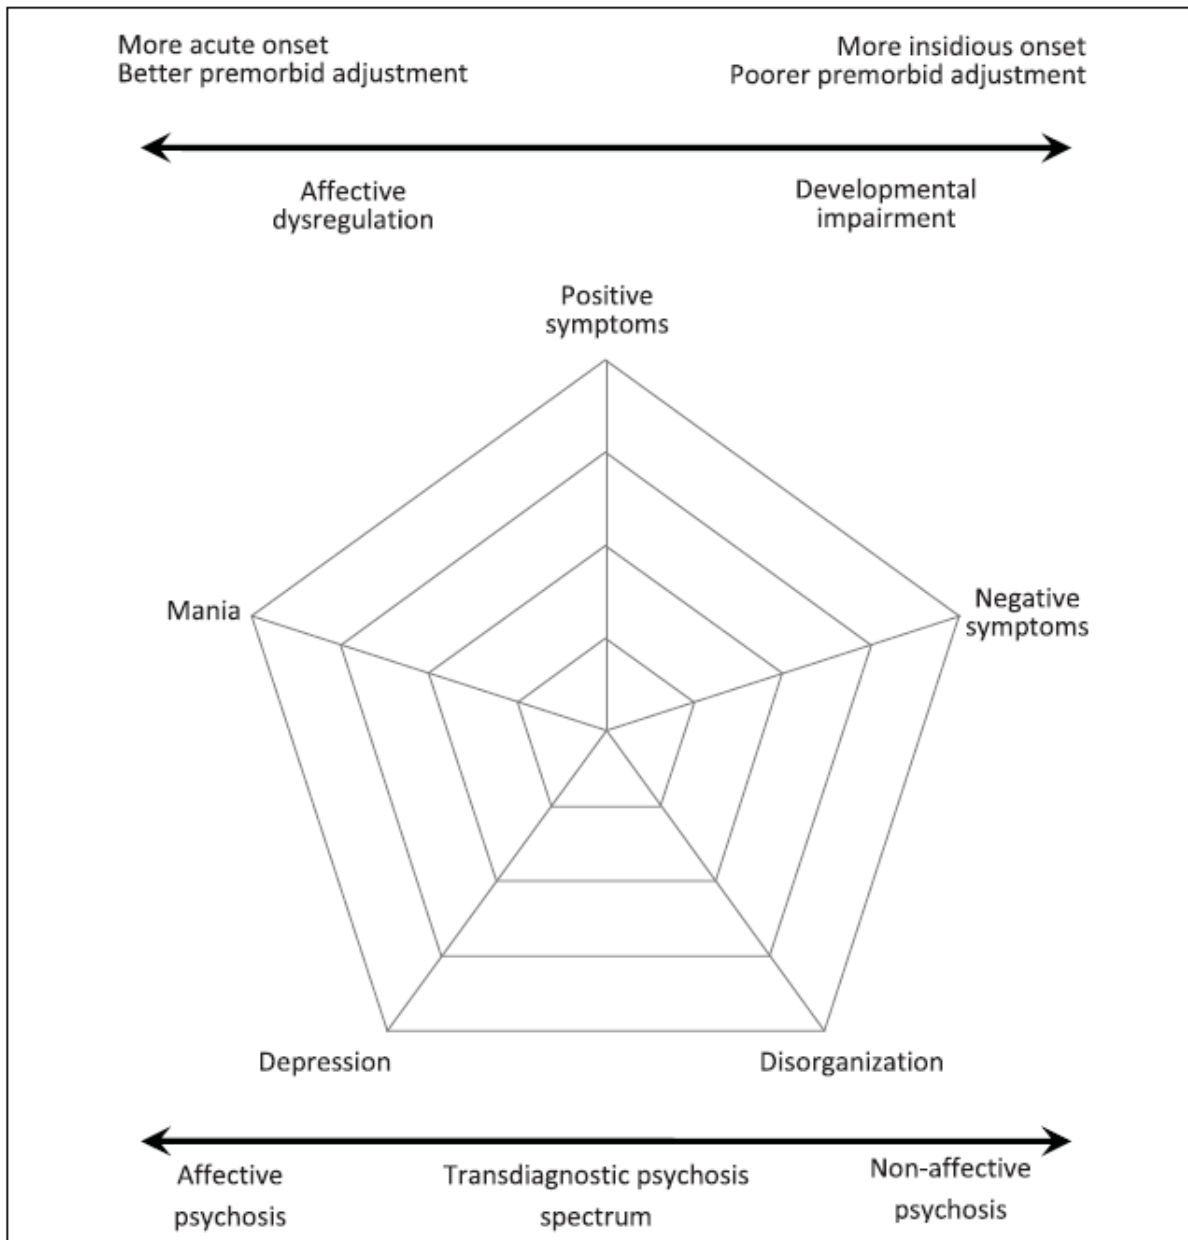 More acute onset
Better premorbid adjustment
More insidious onset
Poorer premorbid adjustment
Affective
dysregulation
Developmental
impairment
Positive
symptoms
Mania
Negative
symptoms
Depression
Disorganization
Affective
psychosis
Transdiagnostic psychosis
spectrum
Non-affective
psychosis